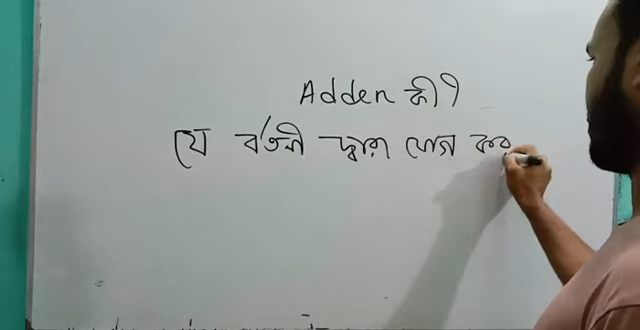 Adden কী?
যে বর্তনী দ্বারা যোগ কর